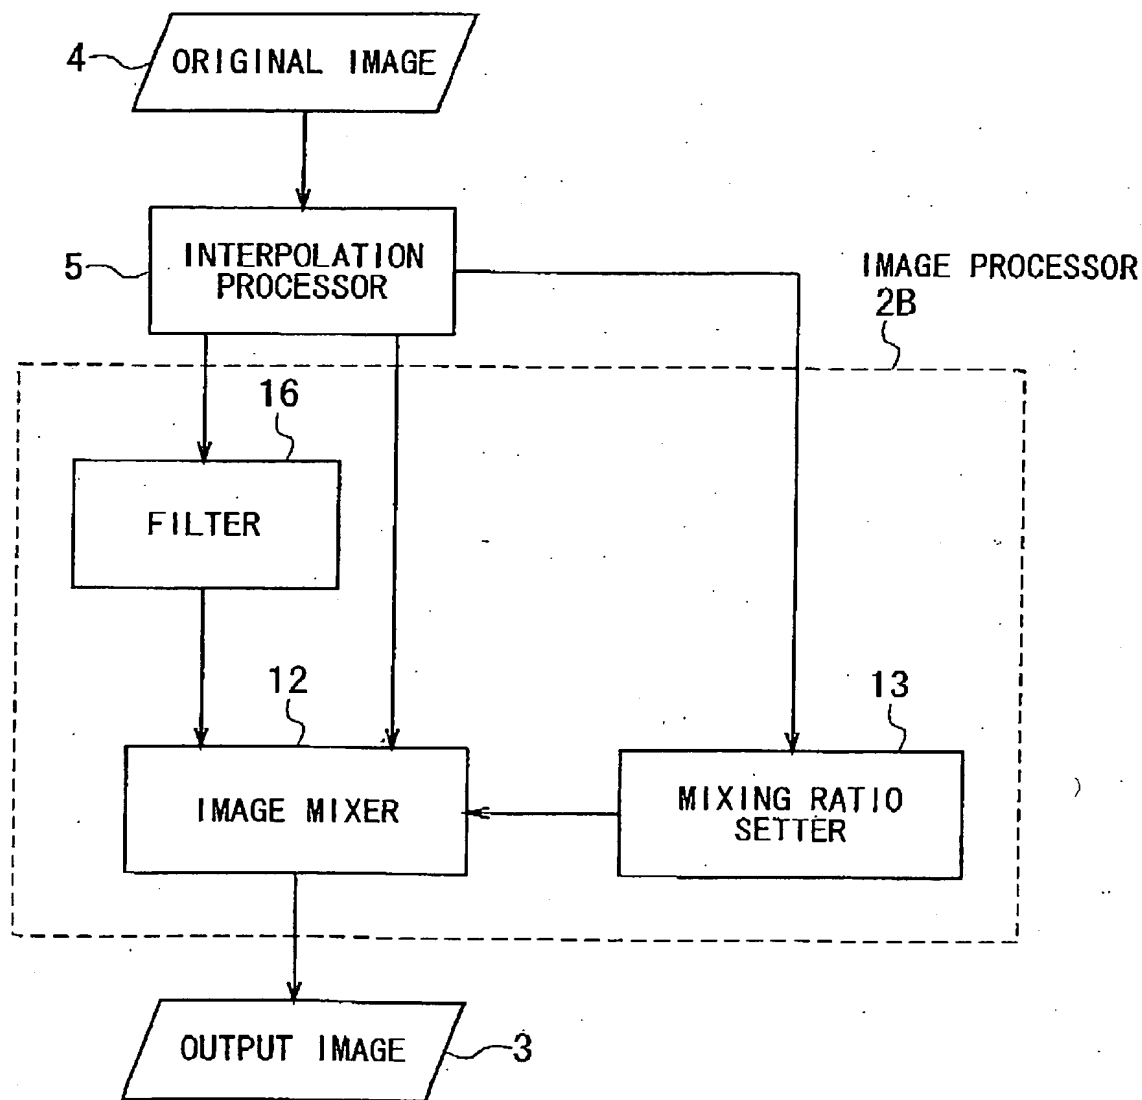 4
ORIGINAL IMAGE
5
INTERPOLATION
PROCESSOR
IMAGE PROCESSOR
2B
16
FILTER
12
IMAGE MIXER
13
MIXING RATIO
SETTER
OUTPUT IMAGE
3